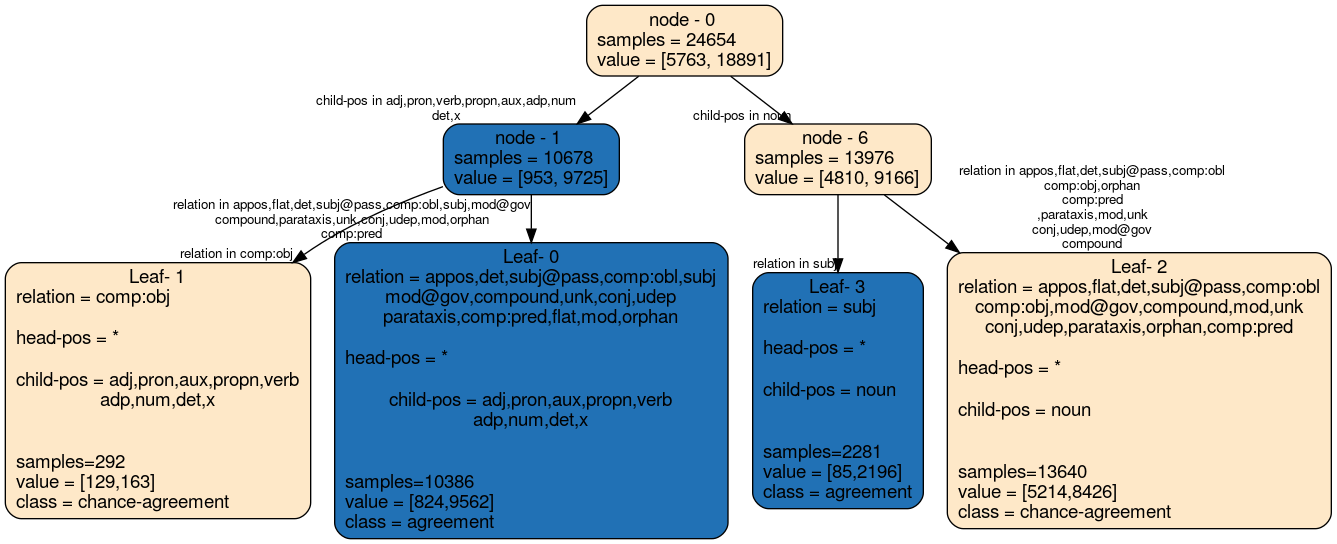 node - 0
samples = 24654
value = [5763, 18891]
child-pos in adj,pron,verb,propn,aux,adp,num
det,x
child-pos in noun
node - 1
samples = 10678
value = [953, 9725]
node - 6
samples = 13976
value = [4810, 9166]
relation in appos,flat,det,subj@pass,comp:obl,subj,mod@gov
compound,parataxis,unk,conj,udep,mod,orphan
comp:pred
relation in comp:obj
relation in subj
relation in appos,flat,det,subj@pass,comp:obl
comp:obj,orphan
comp:pred
,parataxis,mod,unk
conj,udep,mod@gov
compound
Leaf- 1
relation = comp:obj
head-pos = *
child-pos = adj,pron,aux,propn,verb
adp,num,det,x
samples=292
value = [129,163]
class = chance-agreement
Leaf- 0
relation = appos,det,subj@pass,comp:obl,subj
mod@gov,compound,unk,conj,udep
parataxis,comp:pred,flat,mod,orphan
head-pos = *
child-pos = adj,pron,aux,propn,verb
adp,num,det,x
samples=10386
value = [824,9562]
class = agreement
Leaf- 3
relation = subj
head-pos = *
child-pos = noun
samples=2281
value = [85,2196]
class = agreement
Leaf- 2
relation = appos,flat,det,subj@pass,comp:obl
comp:obj,mod@gov,compound,mod,unk
conj,udep,parataxis,orphan,comp:pred
head-pos = *
child-pos = noun
samples=13640
value = [5214,8426]
class = chance-agreement